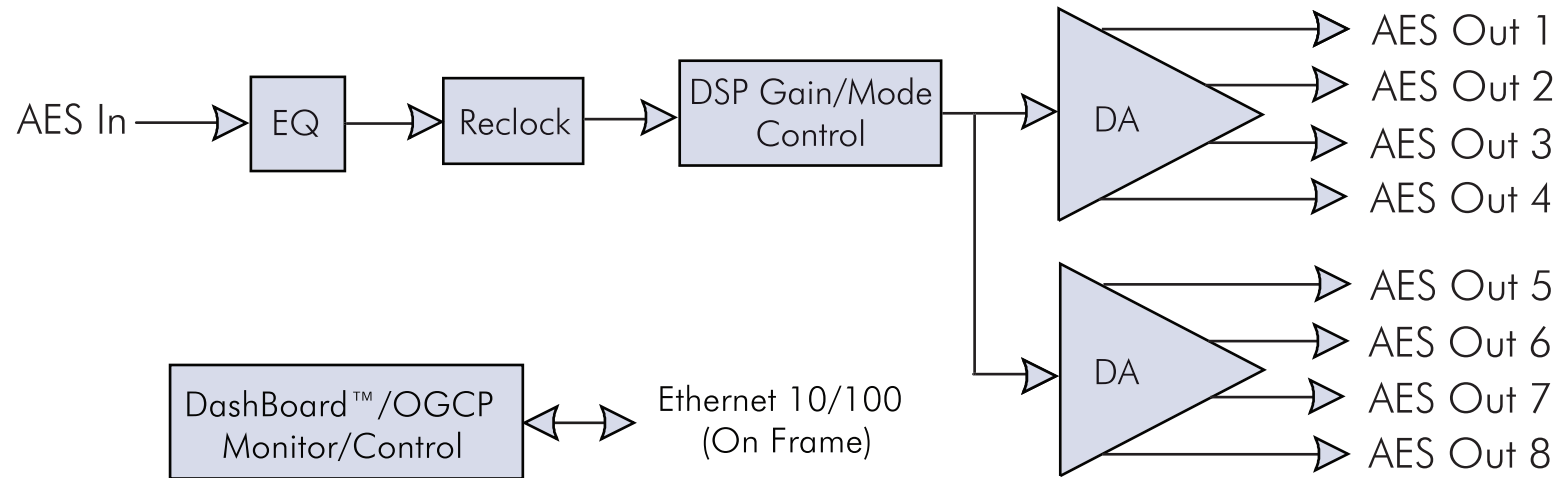 AES In
EQ
Reclock
DSP Gain/Mode
Control
DA
AES Out 1
AES Out 2
AES Out 3
AES Out 4
DA
AES Out 5
AES Out 6
AES Out 7
AES Out 8
DashBoard™/OGCP
Monitor/Control
Ethernet 10/100
(On Frame)